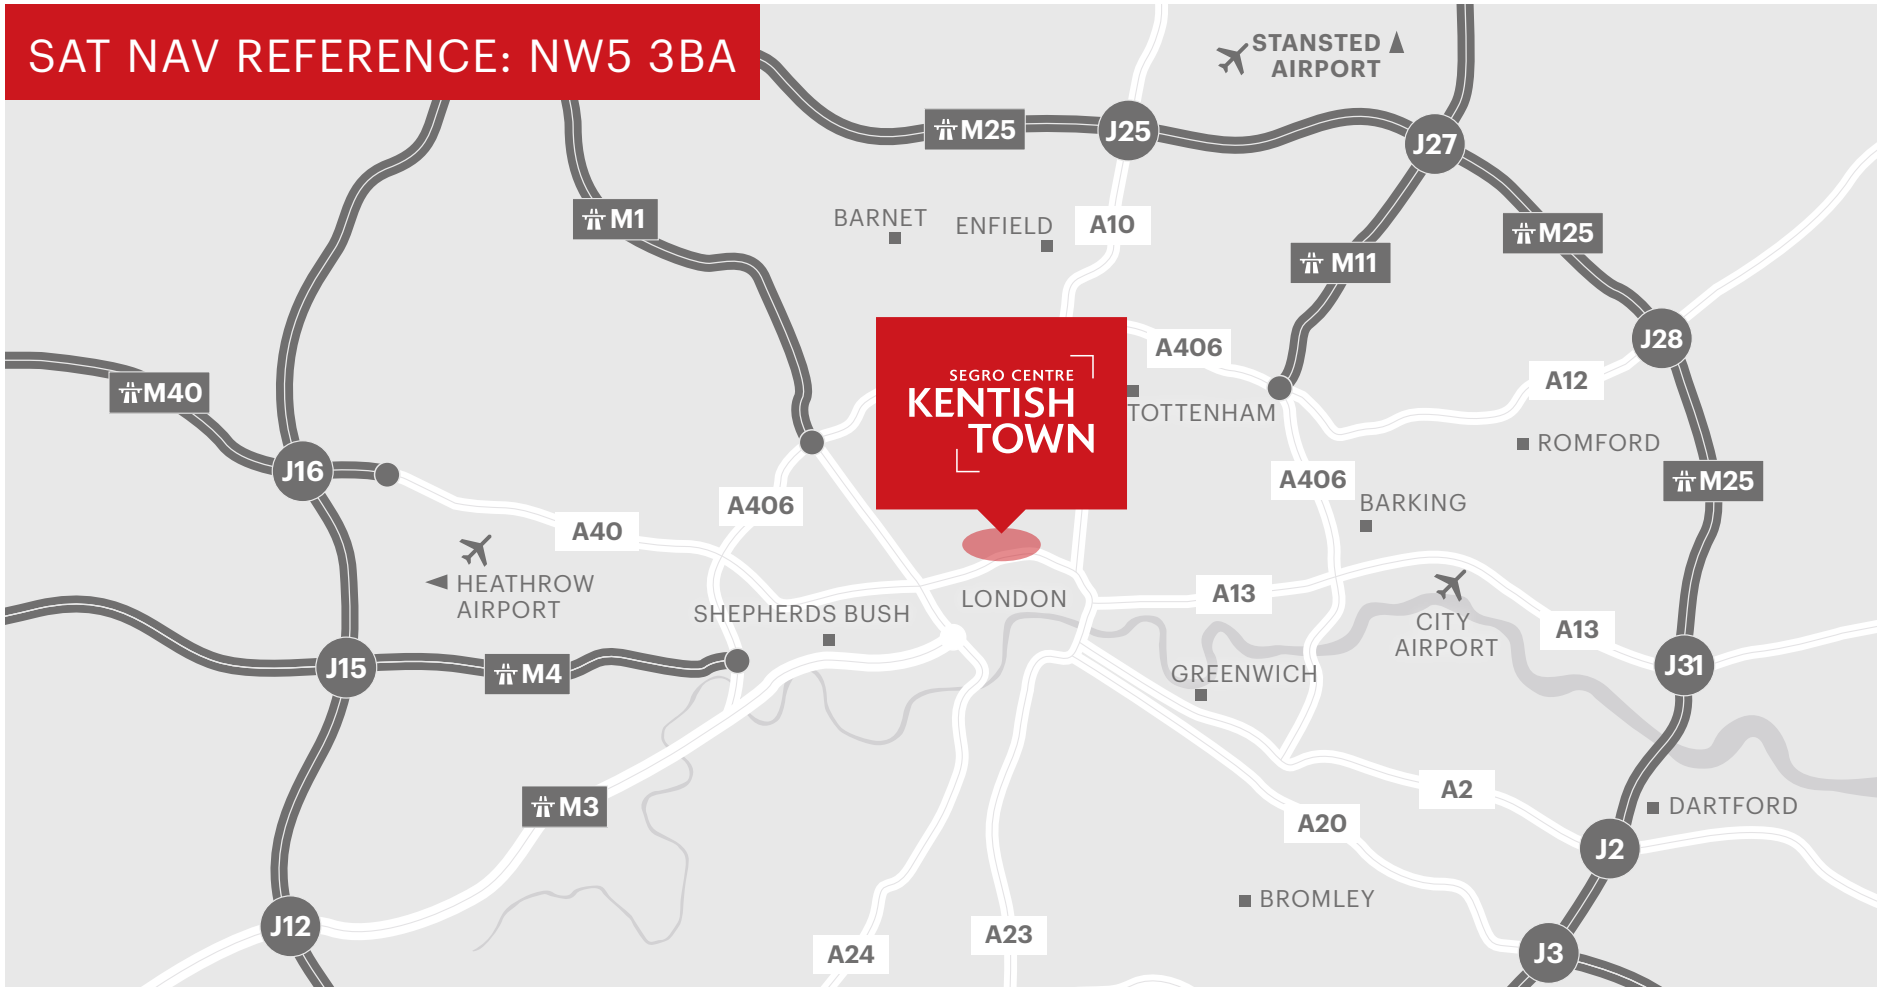 SAT NAV REFERENCE: NW5 3BA
STANSTED
AIRPORT
M25
J25
J27
M1
BARNET
ENFIELD
A10
M11
M25
J28
A406
M40
SEGRO CENTRE
KENTISH
TOWN
TOTTENHAM
A12
ROMFORD
J16
A406
A406
M25
BARKING
A40
HEATHROW
AIRPORT
SHEPHERDS BUSH
LONDON
A13
CITY
AIRPORT
A13
J15
M4
GREENWICH
J31
M3
A2
DARTFORD
A20
J2
BROMLEY
J12
A24
A23
J3